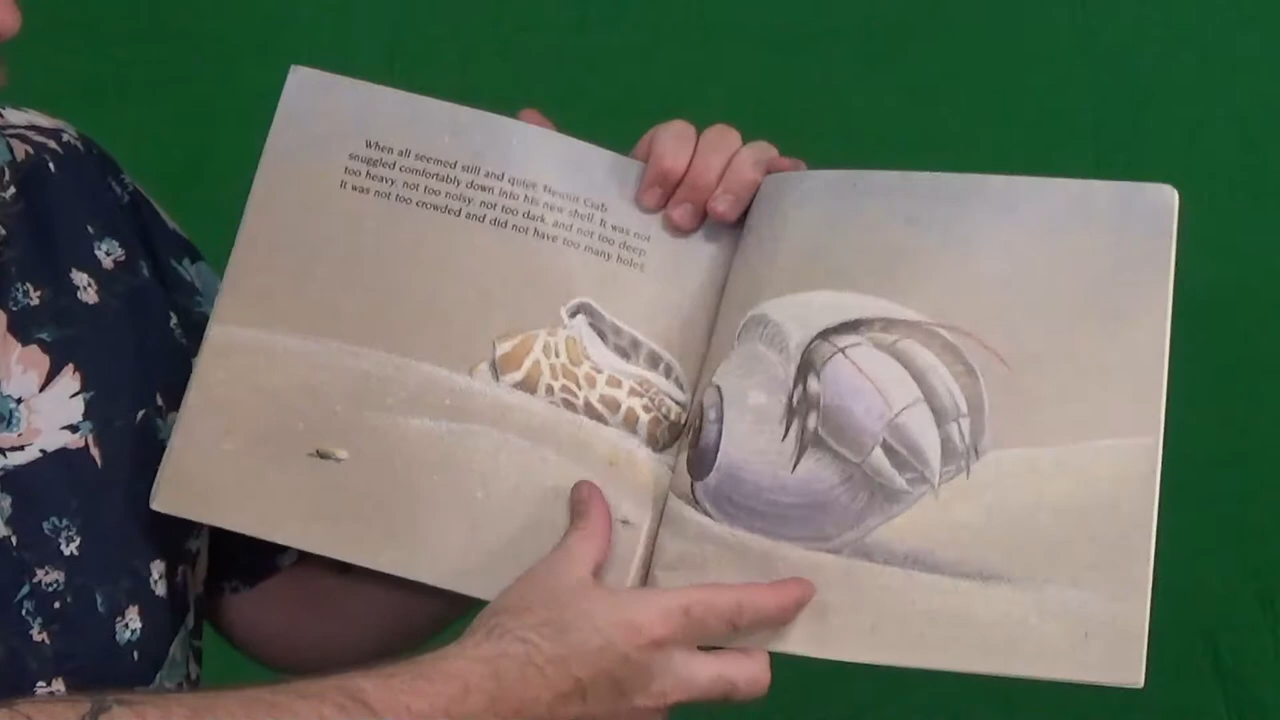 When all seemed still and quiet, Hermit Crab
snuggled comfortably down into his new shell. It was not
too heavy, not too noisy, not too dark, and not too deep.
It was not too crowded and did not have too many holes.